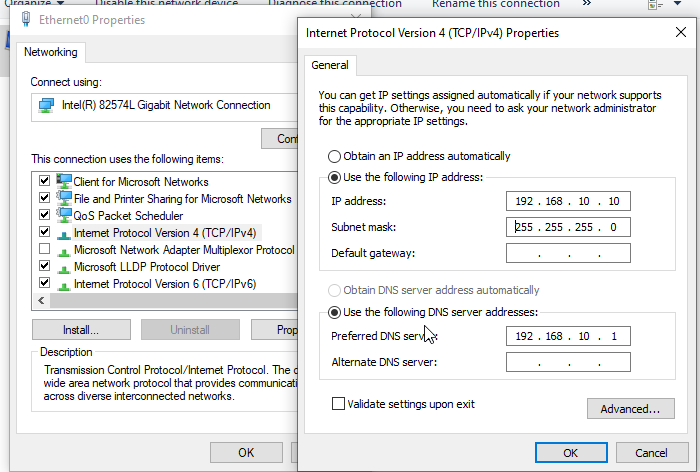 Organize
Disable this network device
Diagnose this connection
Rename this connection
Ethernet0 Properties
Networking
Connect using:
Intel(R) 82574L Gigabit Network Connection
This connection uses the following items:
Client for Microsoft Networks
File and Printer Sharing for Microsoft Networks
QoS Packet Scheduler
Internet Protocol Version 4 (TCP/IPv4)
Microsoft Network Adapter Multiplexor Protocol
Microsoft LLDP Protocol Driver
Internet Protocol Version 6 (TCP/IPv6)
Install...
Uninstall
Description
Transmission Control Protocol/Internet Protocol. The
wide area network protocol that provides
across diverse interconnected networks.
OK
Internet Protocol Version 4 (TCP/IPv4) Properties
General
You can get IP settings assigned automatically if your network supports
this capability. Otherwise, you need to ask your network administrator
for the appropriate IP settings.
Obtain an IP address automatically
Use the following IP address:
IP address: 192 . 168 . 10 . 10
Subnet mask: 255 . 255 . 255 . 0
Default gateway: . . .
Obtain DNS server address automatically
Use the following DNS server addresses:
Preferred DNS server: 192 . 168 . 10 . 1
Alternate DNS server: . . .
Validate settings upon exit
Advanced...
OK
Cancel